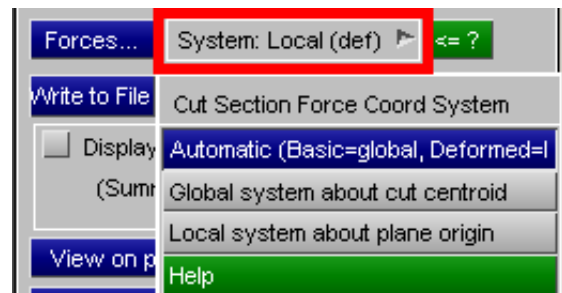 Forces... System: Local (def) <= ?
Write to File Cut Section Force Coord System
Display Automatic (Basic=global, Deformed=l
(Summ Global system about cut centroid
Local system about plane origin
View on p Help